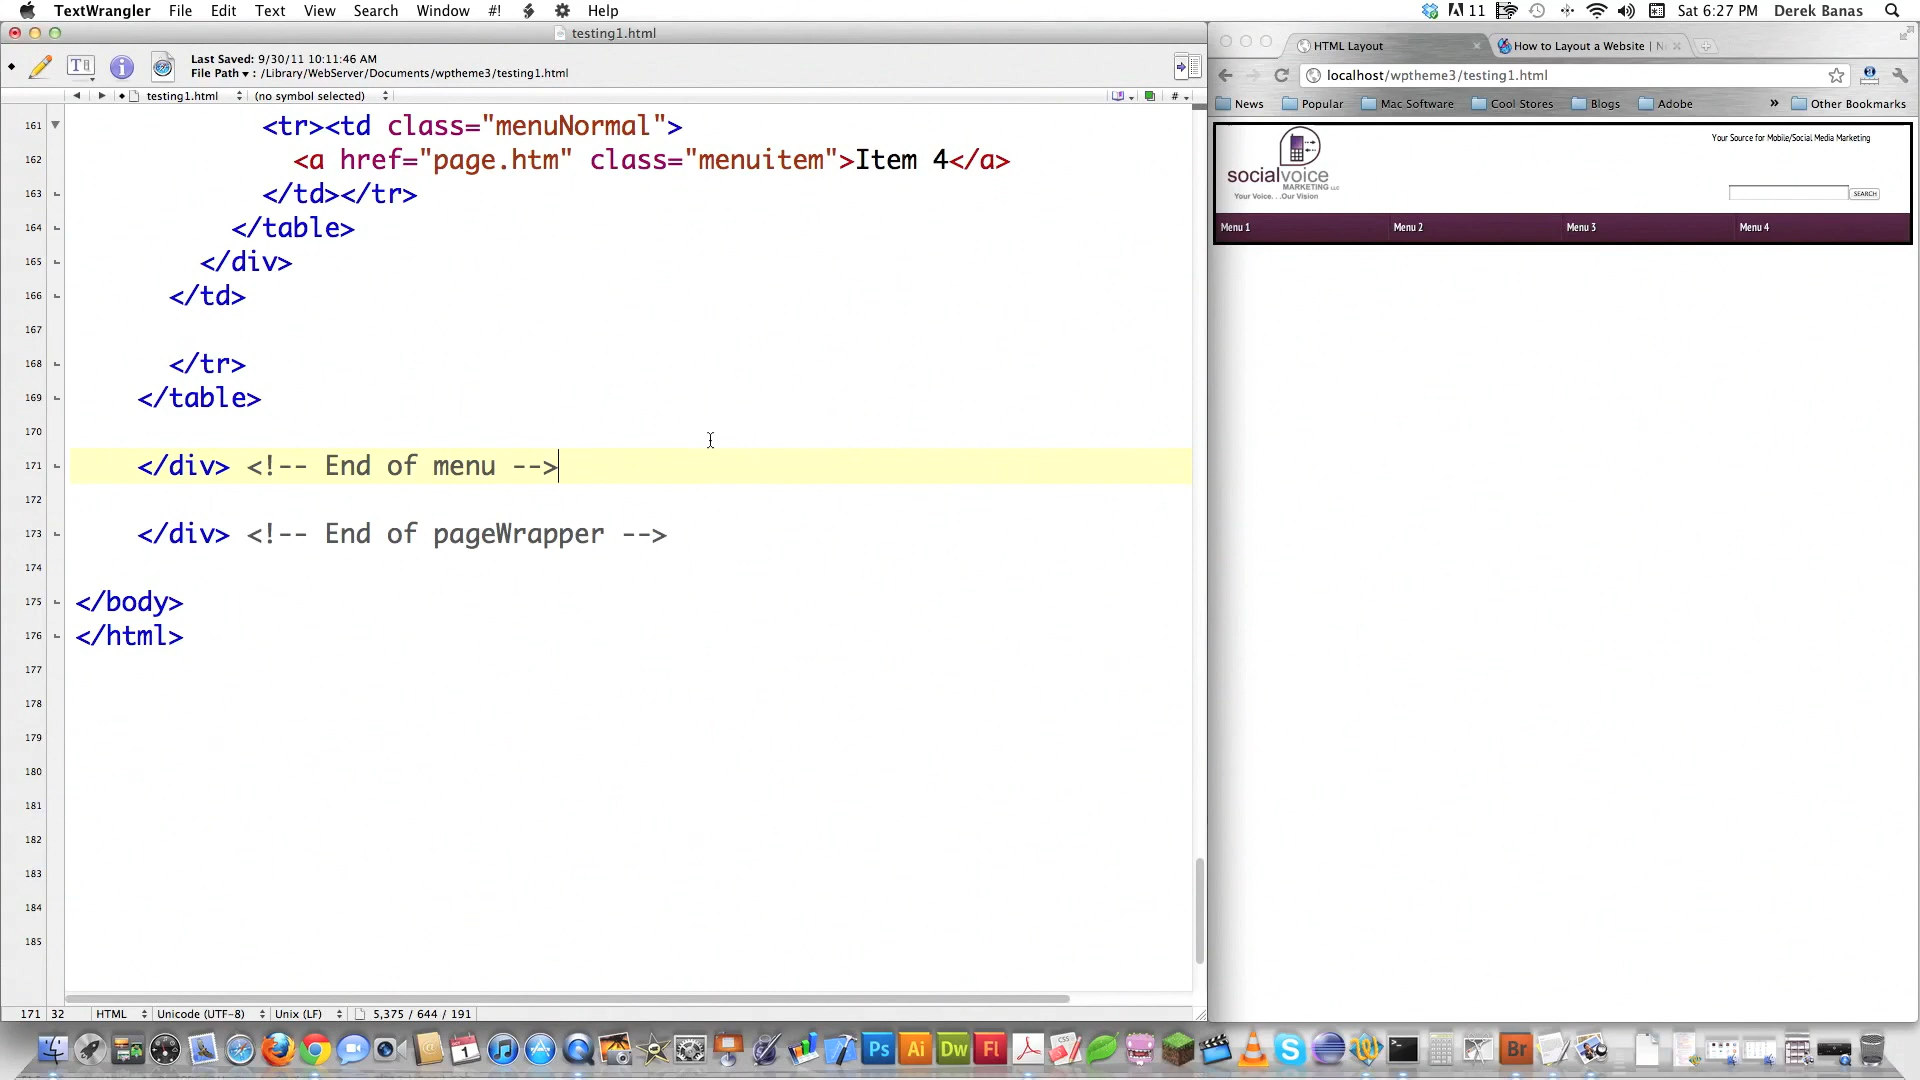 TextWrangler File Edit Text View Search Window #! Help
11 Sat 6:27 PM Derek Banas
testing1.html
Last Saved: 9/30/11 10:11:46 AM
File Path ▾ : /Library/WebServer/Documents/wptheme3/testing1.html
testing1.html (no symbol selected) #
161 <tr><td class="menuNormal">
162 <a href="page.htm" class="menuitem">Item 4</a>
163 </td></tr>
164 </table>
165 </div>
166 </td>
167
168 </tr>
169 </table>
170
171 </div> <!-- End of menu -->
172
173 </div> <!-- End of pageWrapper -->
174
175 </body>
176 </html>
177
178
179
180
181
182
183
184
185
171 32 HTML Unicode (UTF-8) Unix (LF) 5,375 / 644 / 191
HTML Layout How to Layout a Website | N
localhost/wptheme3/testing1.html
News Popular Mac Software Cool Stores Blogs Adobe » Other Bookmarks
Your Source for Mobile/Social Media Marketing
socialvoice
MARKETING LLC
Your Voice. . .Our Vision
SEARCH
Menu 1 Menu 2 Menu 3 Menu 4
Ps Ai Dw Fl Br